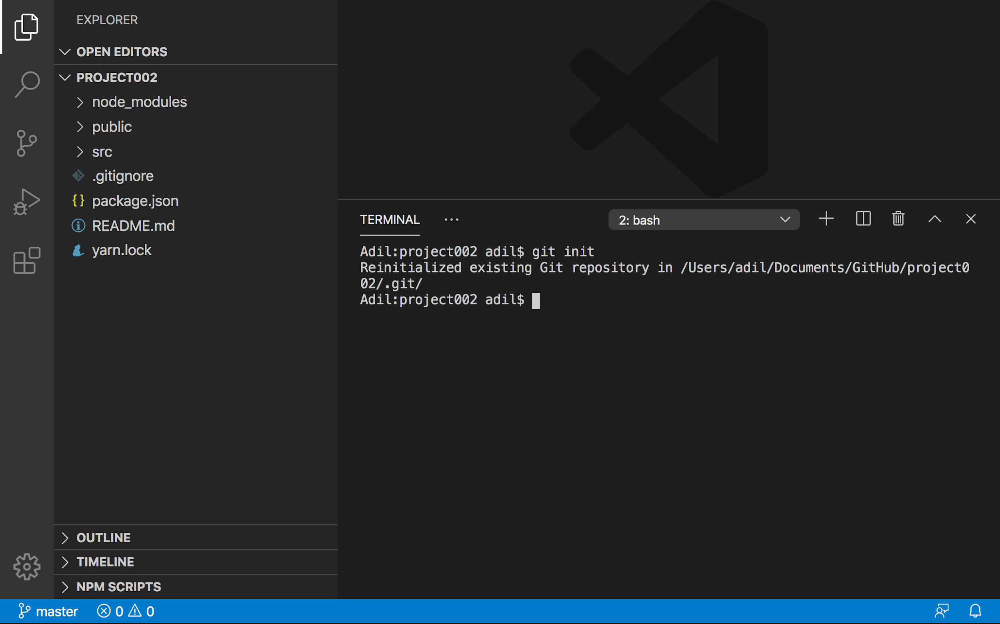 EXPLORER
OPEN EDITORS
PROJECT002
node_modules
public
src
.gitignore
package.json
README.md
yarn.lock
OUTLINE
TIMELINE
NPM SCRIPTS
TERMINAL ...
2: bash
Adil:project002 adil$ git init
Reinitialized existing Git repository in /Users/adil/Documents/GitHub/project0
02/.git/
Adil:project002 adil$
master 0 0